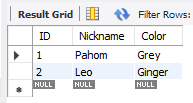 Result Grid Filter Rows:
ID Nickname Color
1 Pahom Grey
2 Leo Ginger
NULL NULL NULL